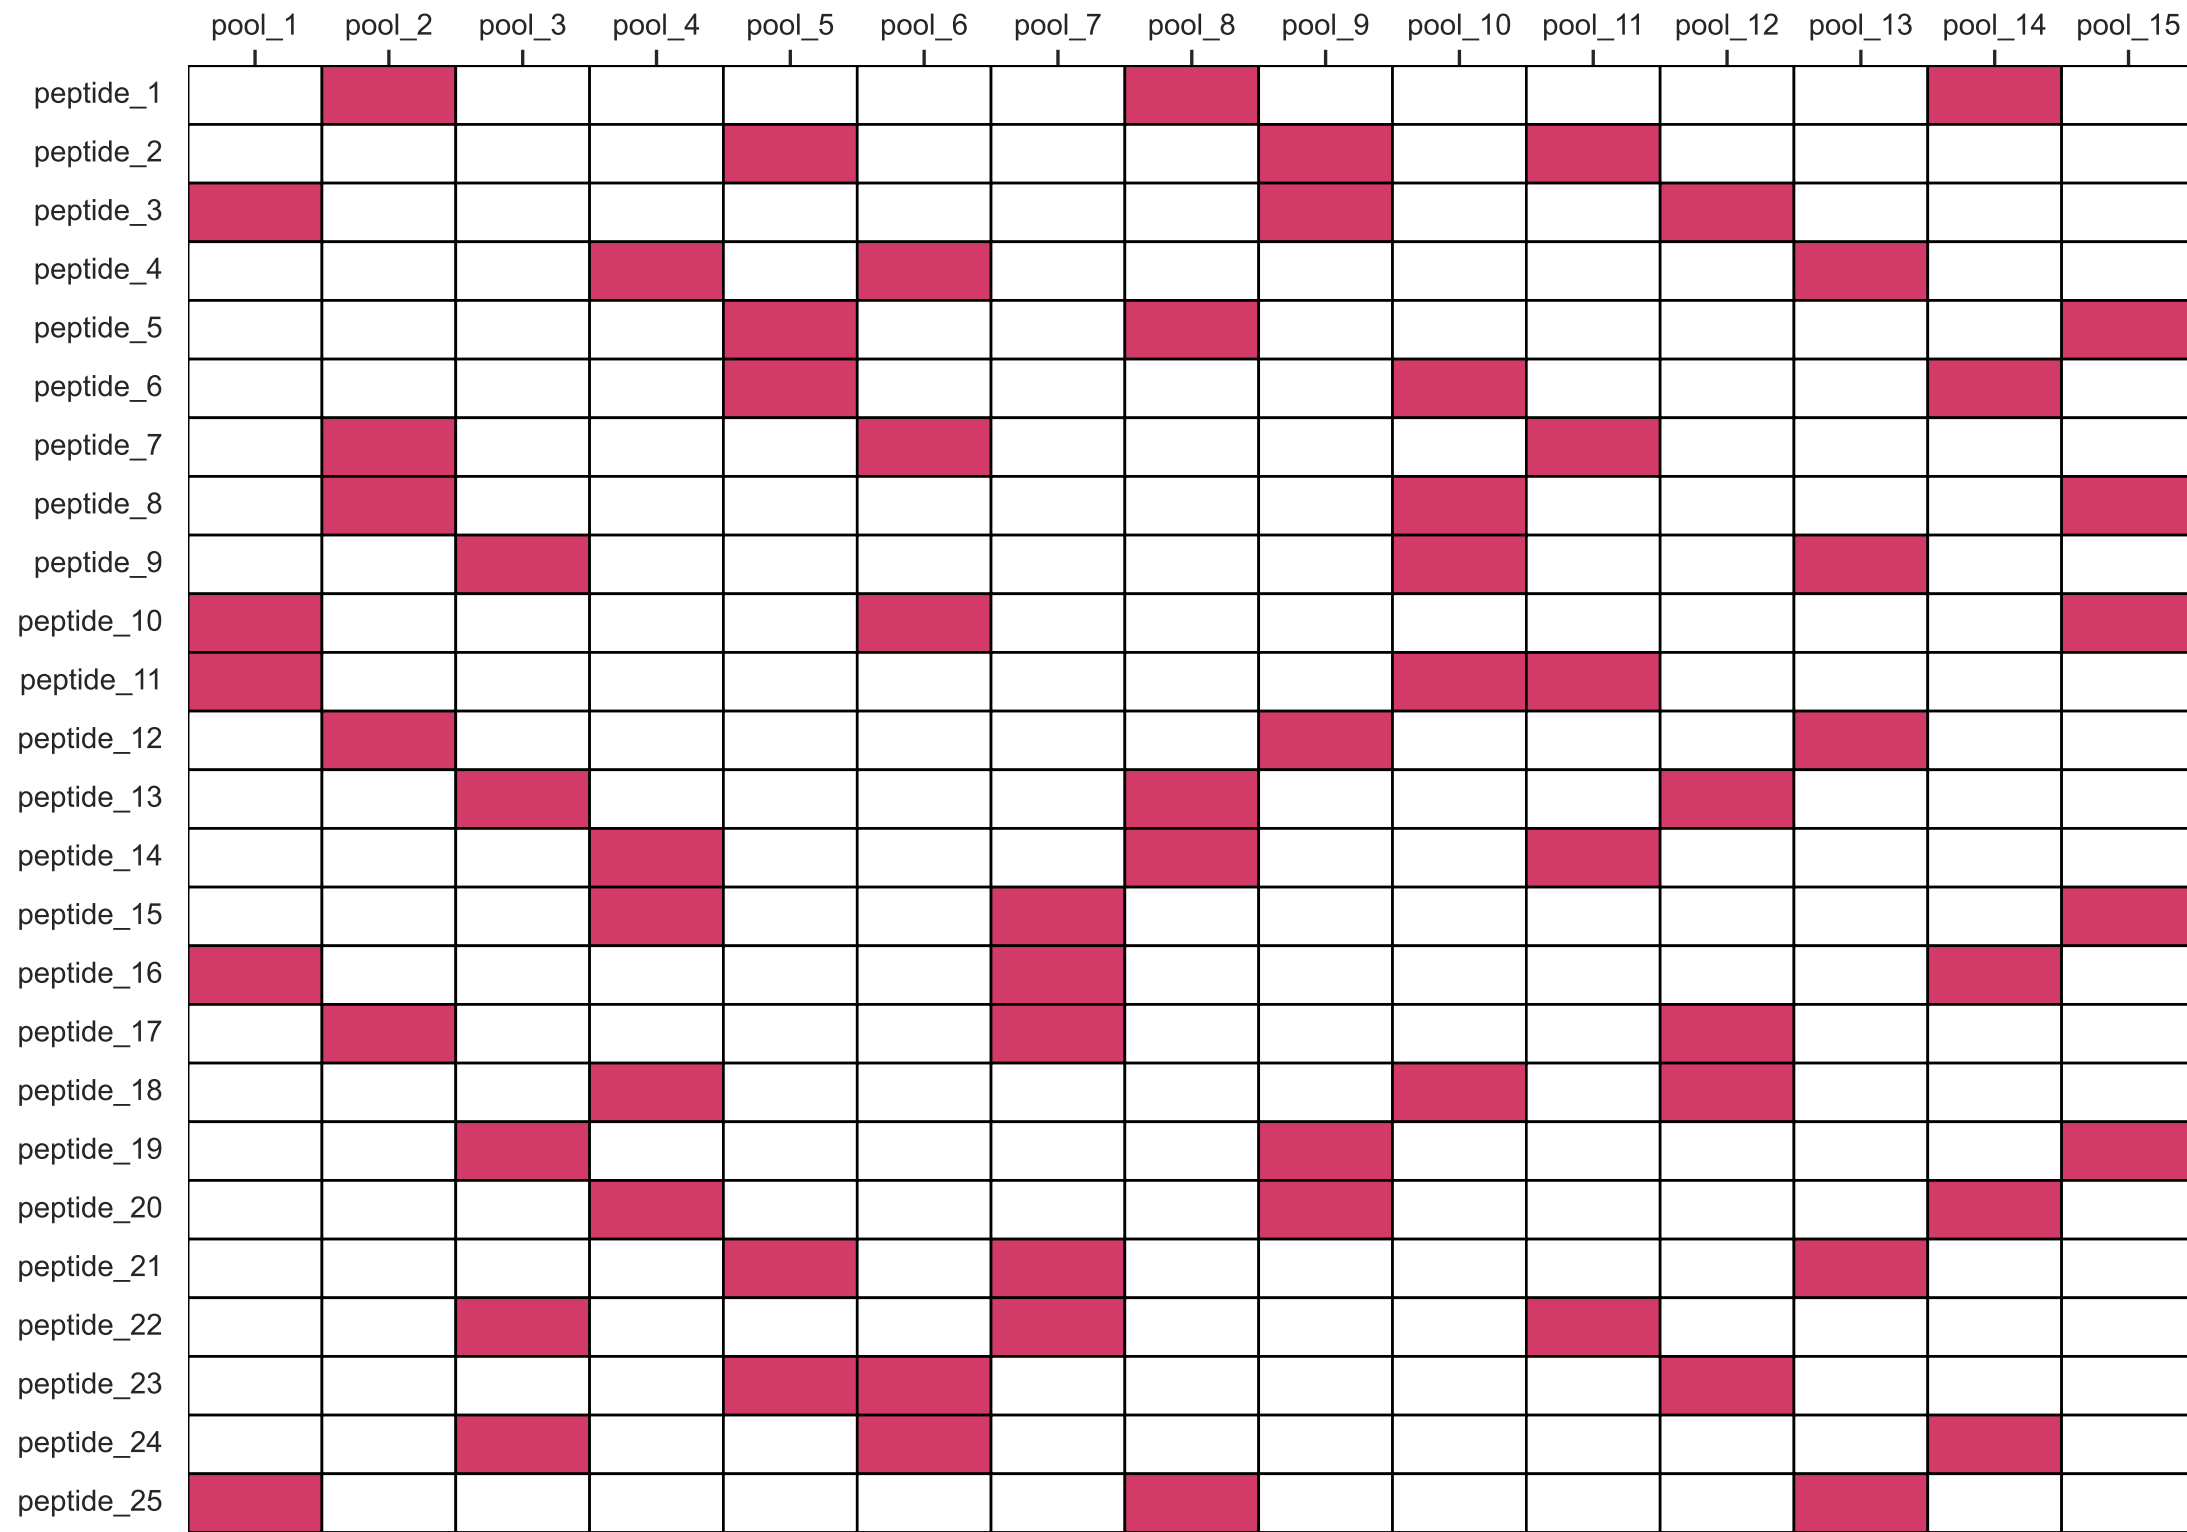 pool_1 pool_2 pool_3 pool_4 pool_5 pool_6 pool_7 pool_8 pool_9 pool_10 pool_11 pool_12 pool_13 pool_14 pool_15
peptide_1
peptide_2
peptide_3
peptide_4
peptide_5
peptide_6
peptide_7
peptide_8
peptide_9
peptide_10
peptide_11
peptide_12
peptide_13
peptide_14
peptide_15
peptide_16
peptide_17
peptide_18
peptide_19
peptide_20
peptide_21
peptide_22
peptide_23
peptide_24
peptide_25